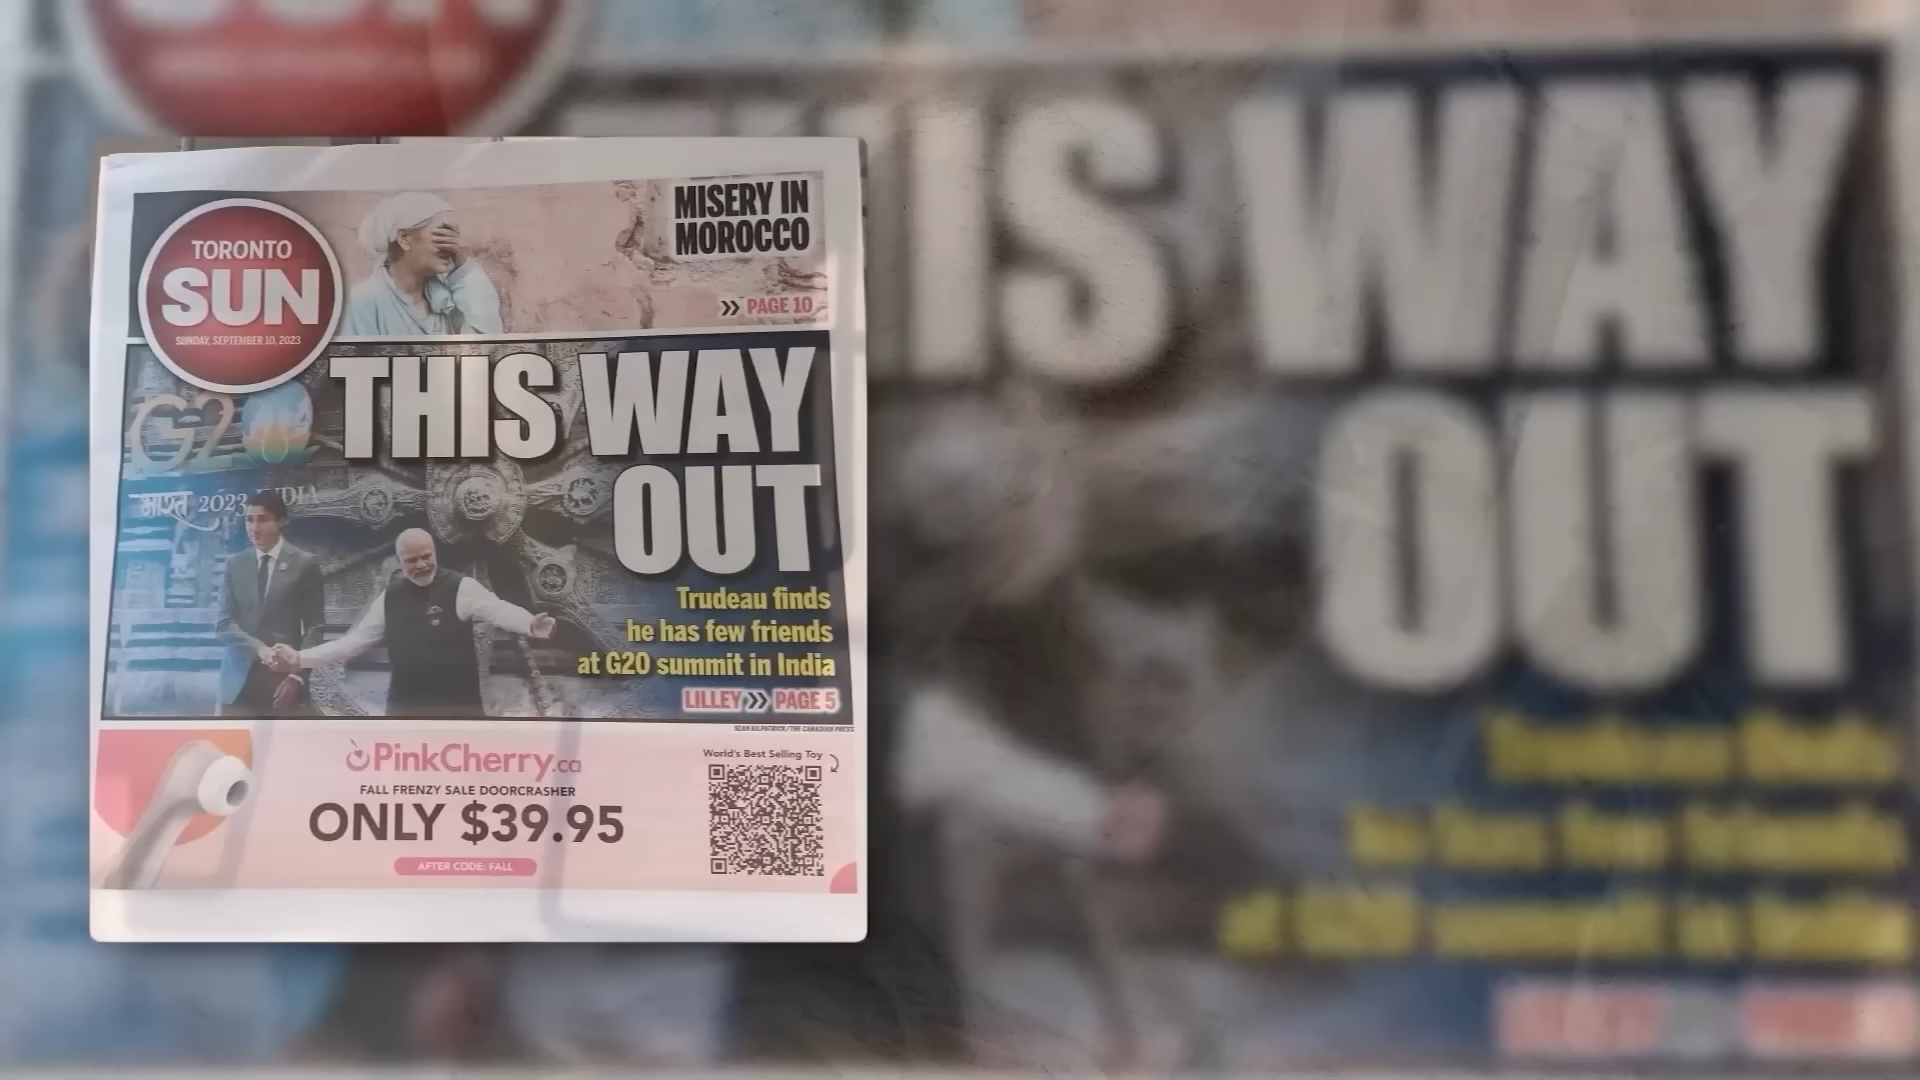 MISERY IN
MOROCCO
PAGE 10
TORONTO
SUN
SUNDAY, SEPTEMBER 10, 2023
THIS WAY
OUT
G20
भारत 2023 INDIA
Trudeau finds
he has few friends
at G20 summit in India
LILLEY PAGE 5
SEAN KILPATRICK/THE CANADIAN PRESS
PinkCherry.ca
FALL FRENZY SALE DOORCRASHER
ONLY $39.95
AFTER CODE: FALL
World's Best Selling Toy
IS WAY
OUT